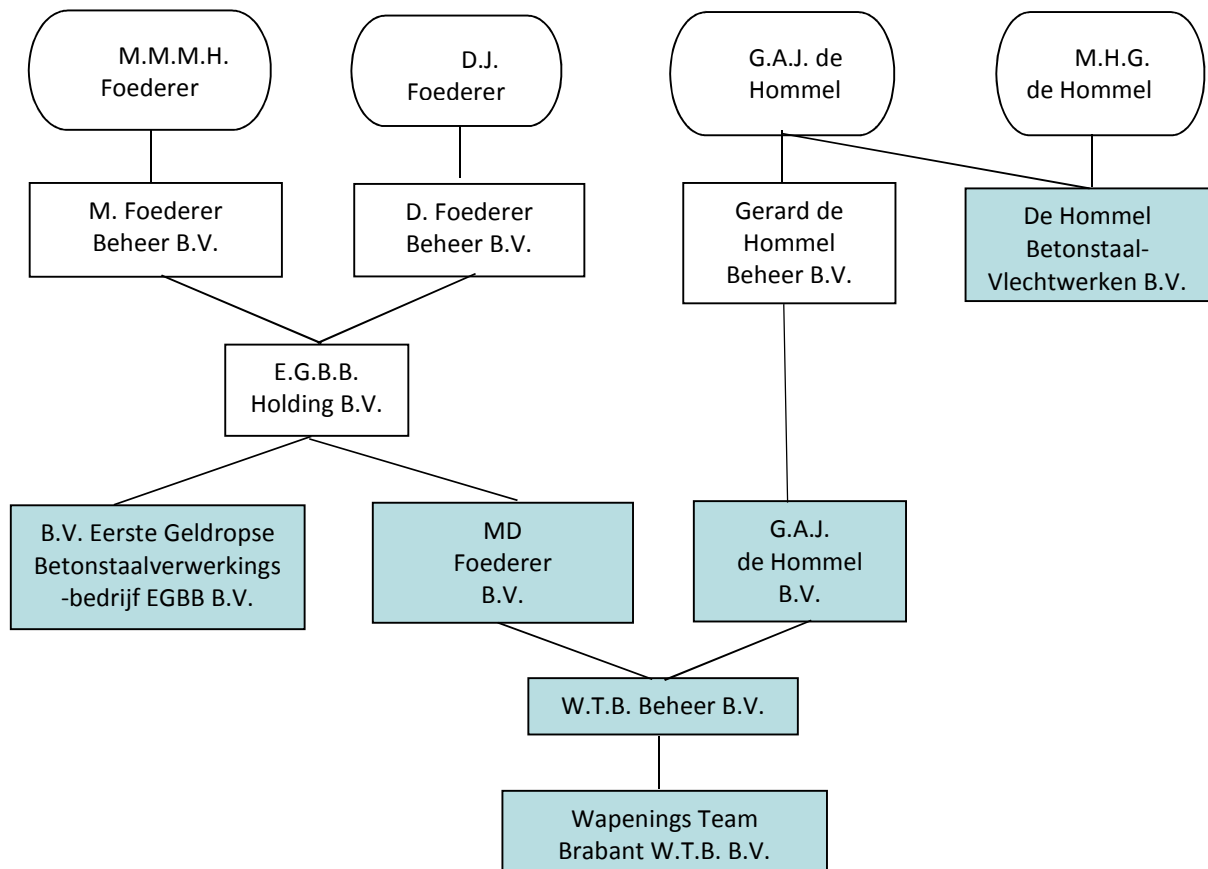 M.M.M.H.
Foederer
D.J.
Foederer
G.A.J. de
Hommel
M.H.G.
de Hommel
M. Foederer
Beheer B.V.
D. Foederer
Beheer B.V.
Gerard de
Hommel
Beheer B.V.
De Hommel
Betonstaal-
Vlechtwerken B.V.
E.G.B.B.
Holding B.V.
B.V. Eerste Geldropse
Betonstaalverwerkings
-bedrijf EGBB B.V.
MD
Foederer
B.V.
G.A.J.
de Hommel
B.V.
W.T.B. Beheer B.V.
Wapenings Team
Brabant W.T.B. B.V.